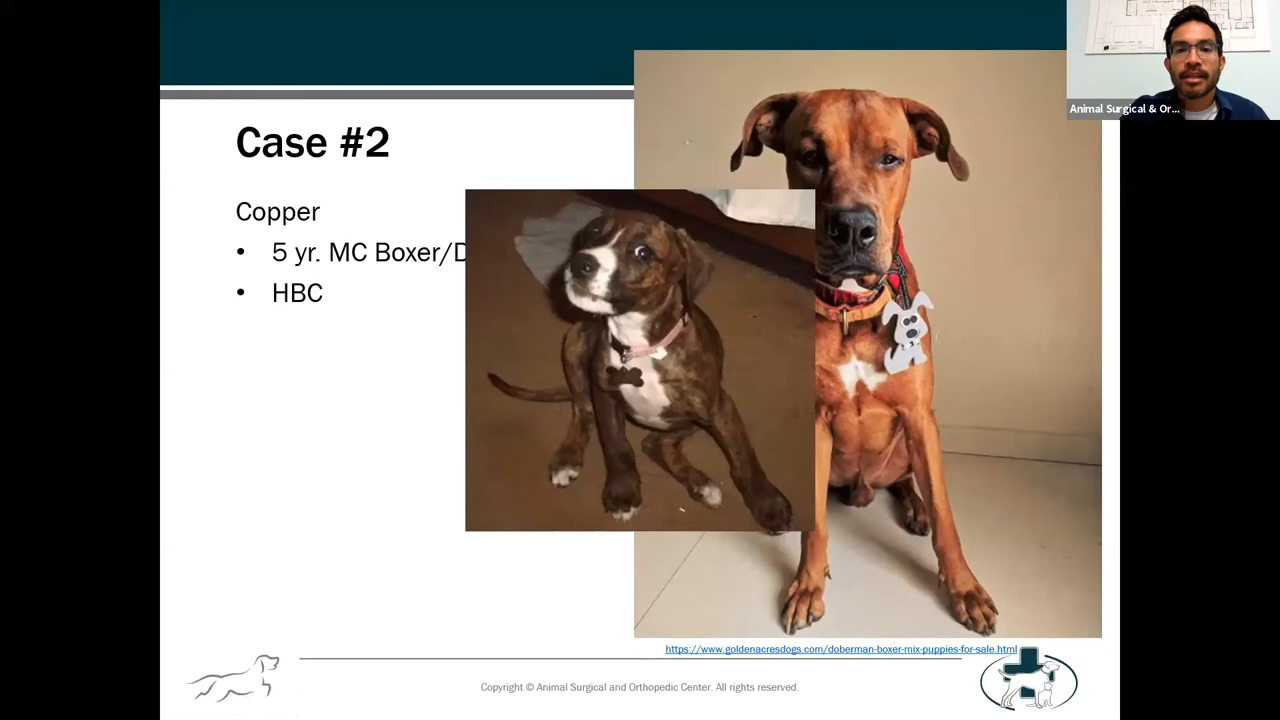 Animal Surgical & Or...
Case #2
Copper
• 5 yr. MC Boxer/D
• HBC
https://www.goldenacresdogs.com/doberman-boxer-mix-puppies-for-sale.html
Copyright © Animal Surgical and Orthopedic Center. All rights reserved.